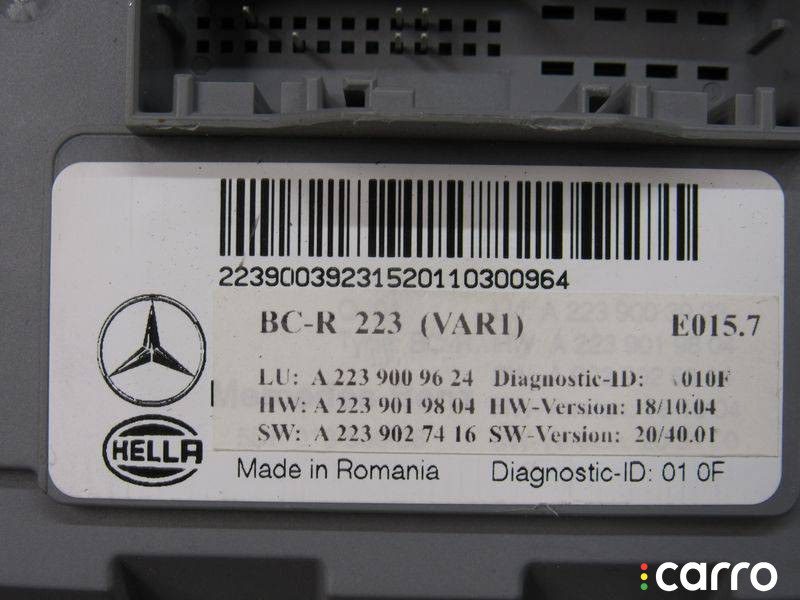 22390039231520110300964
BC-R 223 (VAR1) E015.7
LU: A 223 900 96 24 Diagnostic-ID: 010F
HW: A 223 901 98 04 HW-Version: 18/10.04
SW: A 223 902 74 16 SW-Version: 20/40.01
HELLA
Made in Romania Diagnostic-ID: 01 0F
carro